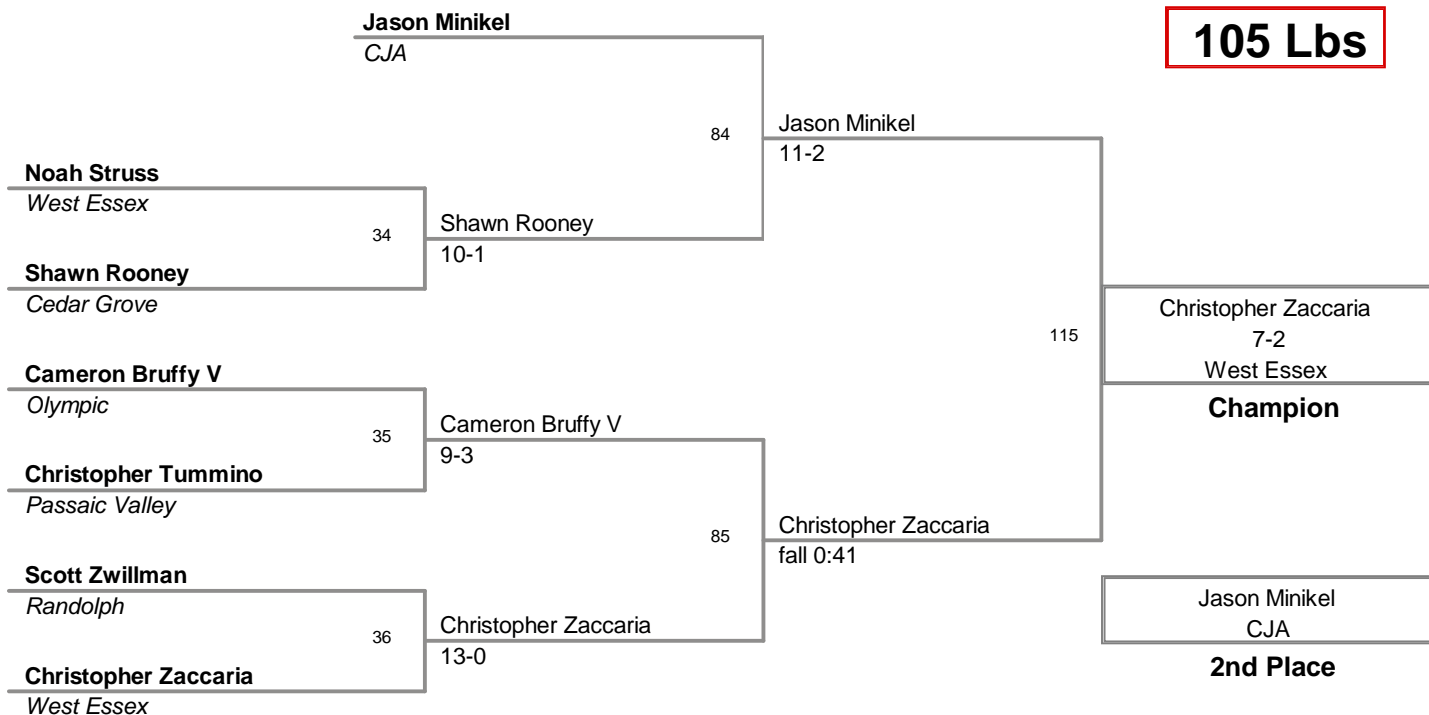 Jason Minikel
CJA
105 Lbs
84
Jason Minikel
11-2
Noah Struss
West Essex
34
Shawn Rooney
10-1
Shawn Rooney
Cedar Grove
115
Christopher Zaccaria
7-2
West Essex
Champion
Cameron Bruffy V
Olympic
35
Cameron Bruffy V
9-3
Christopher Tummino
Passaic Valley
85
Christopher Zaccaria
fall 0:41
Scott Zwillman
Randolph
36
Christopher Zaccaria
13-0
Christopher Zaccaria
West Essex
Jason Minikel
CJA
2nd Place